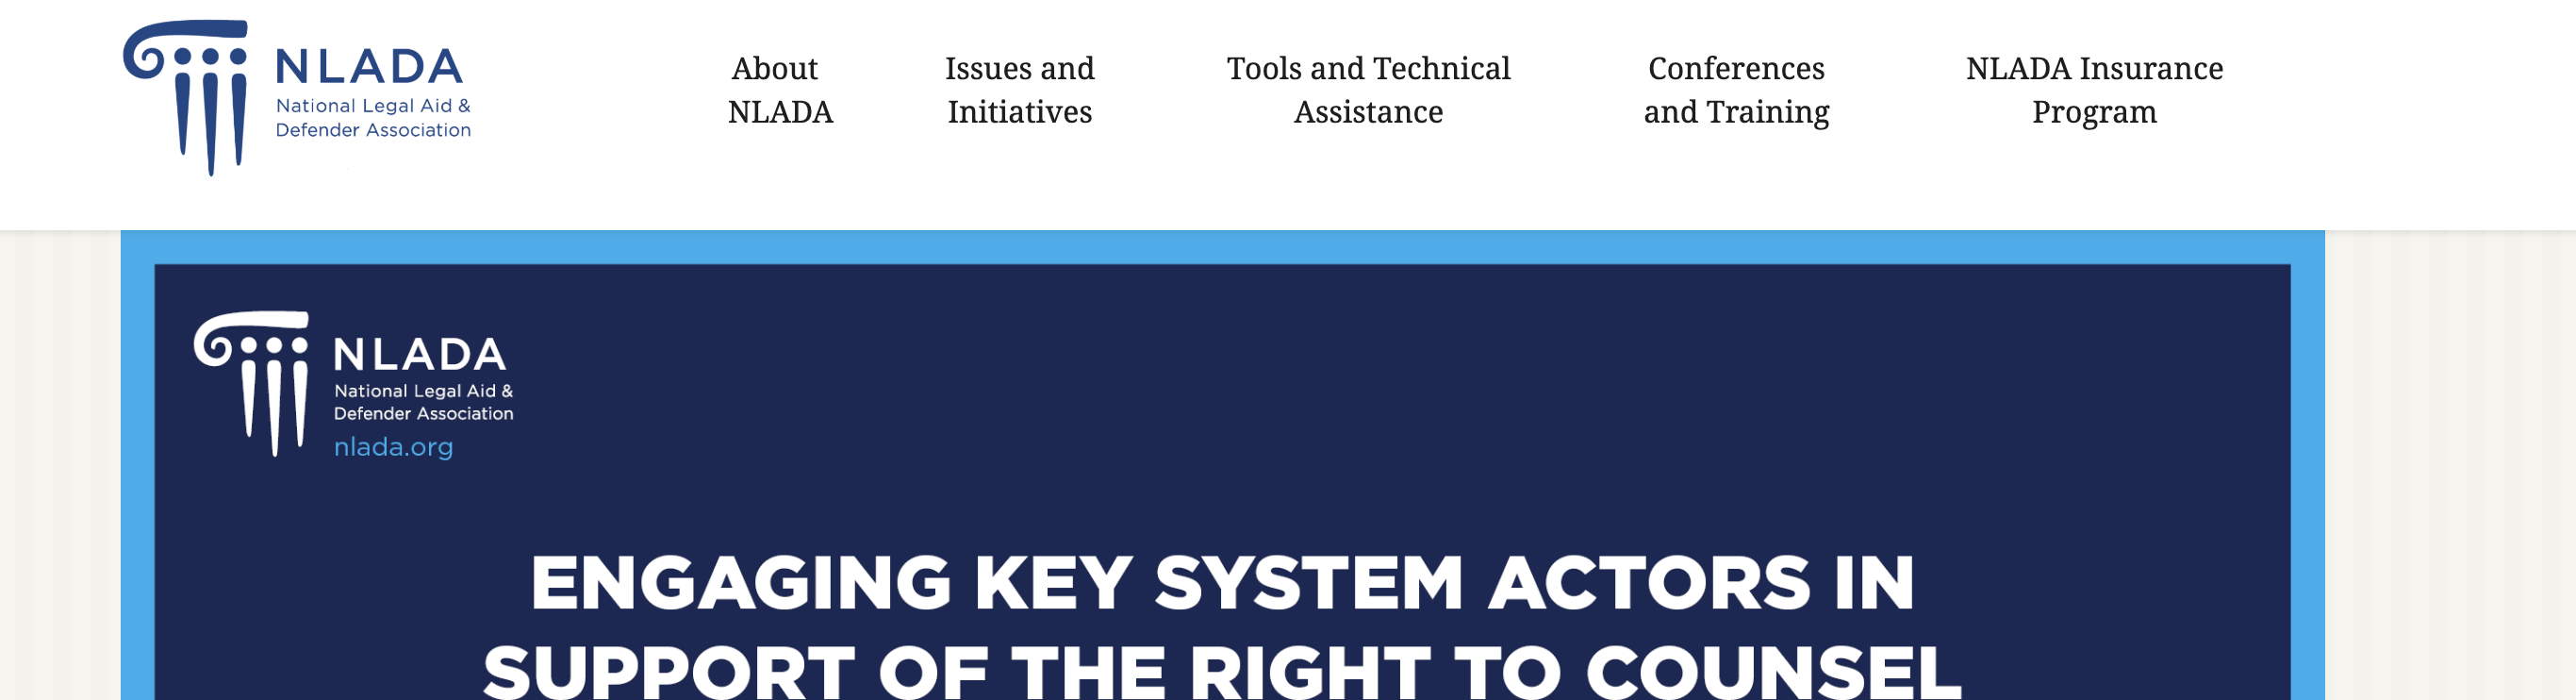 NLADA
National Legal Aid &
Defender Association
About
NLADA
Issues and
Initiatives
Tools and Technical
Assistance
Conferences
and Training
NLADA Insurance
Program
NLADA
National Legal Aid &
Defender Association
nlada.org
ENGAGING KEY SYSTEM ACTORS IN
SUPPORT OF THE RIGHT TO COUNSEL